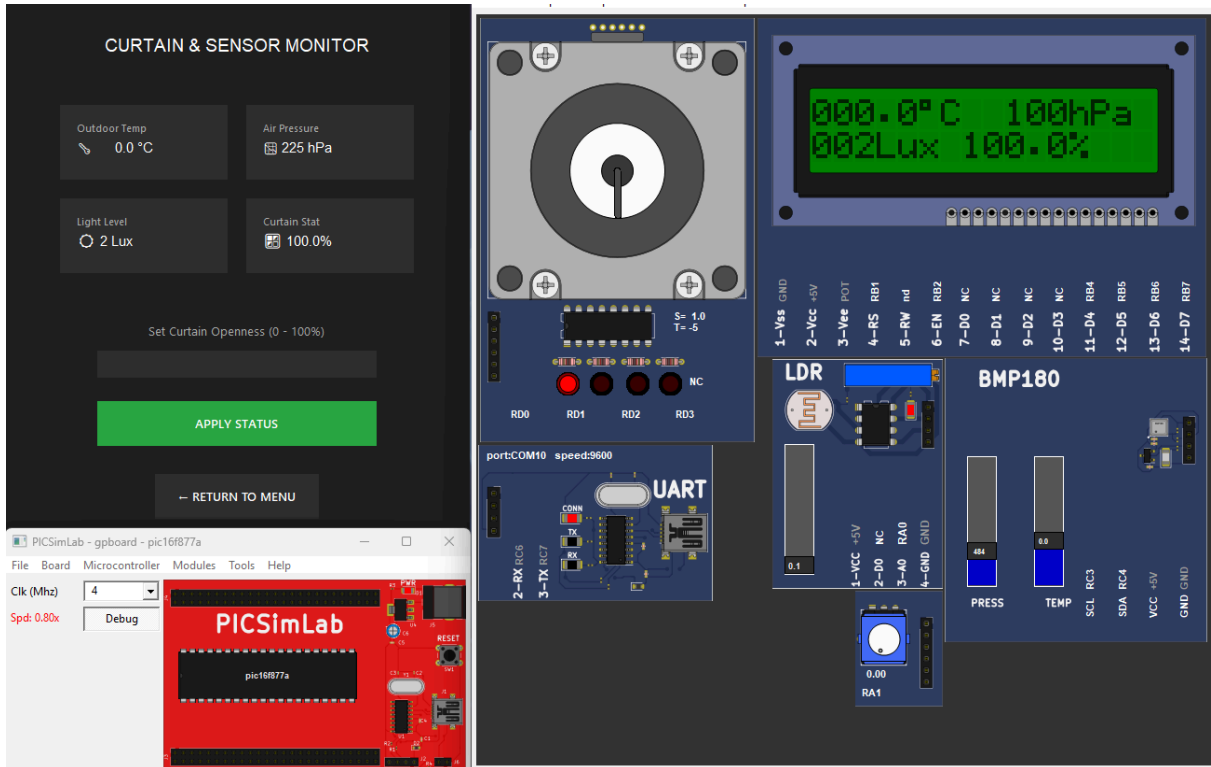 CURTAIN & SENSOR MONITOR
Outdoor Temp
0.0 °C
Air Pressure
225 hPa
Light Level
2 Lux
Curtain Stat
100.0%
Set Curtain Openness (0 - 100%)
APPLY STATUS
← RETURN TO MENU
PICSimLab - gpboard - pic16f877a
File Board Microcontroller Modules Tools Help
Clk (Mhz)
4
Spd: 0.80x
Debug
PWR
PICSimLab
RESET
pic16f877a
S= 1.0
T= -5
NC
RD0 RD1 RD2 RD3
000.0°C 100hPa
002Lux 100.0%
1-Vss GND
2-Vcc +5V
3-Vee POT
4-RS RB1
5-RW nd
6-EN RB2
7-D0 NC
8-D1 NC
9-D2 NC
10-D3 NC
11-D4 RB4
12-D5 RB5
13-D6 RB6
14-D7 RB7
port:COM10 speed:9600
UART
CONN
TX
RX
2-RX RC6
3-TX RC7
LDR
0.1
1-VCC +5V
2-DO NC
3-AO RA0
4-GND GND
BMP180
484
0.0
PRESS
TEMP
SCL RC3
SDA RC4
VCC +5V
GND GND
0.00
RA1